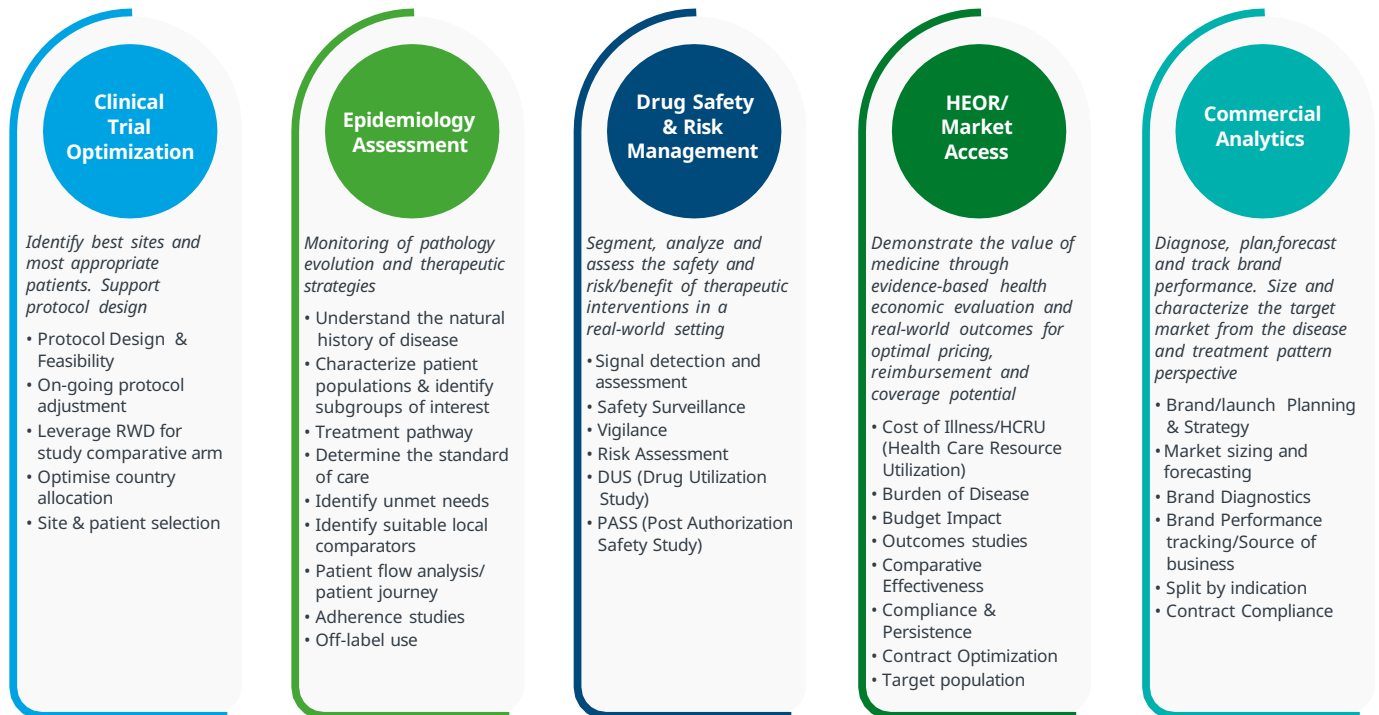 Clinical
Trial
Optimization
Identify best sites and
most appropriate
patients. Support
protocol design
• Protocol Design &
Feasibility
• On-going protocol
adjustment
• Leverage RWD for
study comparative arm
• Optimise country
allocation
• Site & patient selection
Epidemiology
Assessment
Monitoring of pathology
evolution and therapeutic
strategies
• Understand the natural
history of disease
• Characterize patient
populations & identify
subgroups of interest
• Treatment pathway
• Determine the standard
of care
• Identify unmet needs
• Identify suitable local
comparators
• Patient flow analysis/
patient journey
• Adherence studies
• Off-label use
Drug Safety
& Risk
Management
Segment, analyze and
assess the safety and
risk/benefit of therapeutic
interventions in a
real-world setting
• Signal detection and
assessment
• Safety Surveillance
• Vigilance
• Risk Assessment
• DUS (Drug Utilization
Study)
• PASS (Post Authorization
Safety Study)
HEOR/
Market
Access
Demonstrate the value of
medicine through
evidence-based health
economic evaluation and
real-world outcomes for
optimal pricing,
reimbursement and
coverage potential
• Cost of Illness/HCRU
(Health Care Resource
Utilization)
• Burden of Disease
• Budget Impact
• Outcomes studies
• Comparative
Effectiveness
• Compliance &
Persistence
• Contract Optimization
• Target population
Commercial
Analytics
Diagnose, plan,forecast
and track brand
performance. Size and
characterize the target
market from the disease
and treatment pattern
perspective
• Brand/launch Planning
& Strategy
• Market sizing and
forecasting
• Brand Diagnostics
• Brand Performance
tracking/Source of
business
• Split by indication
• Contract Compliance